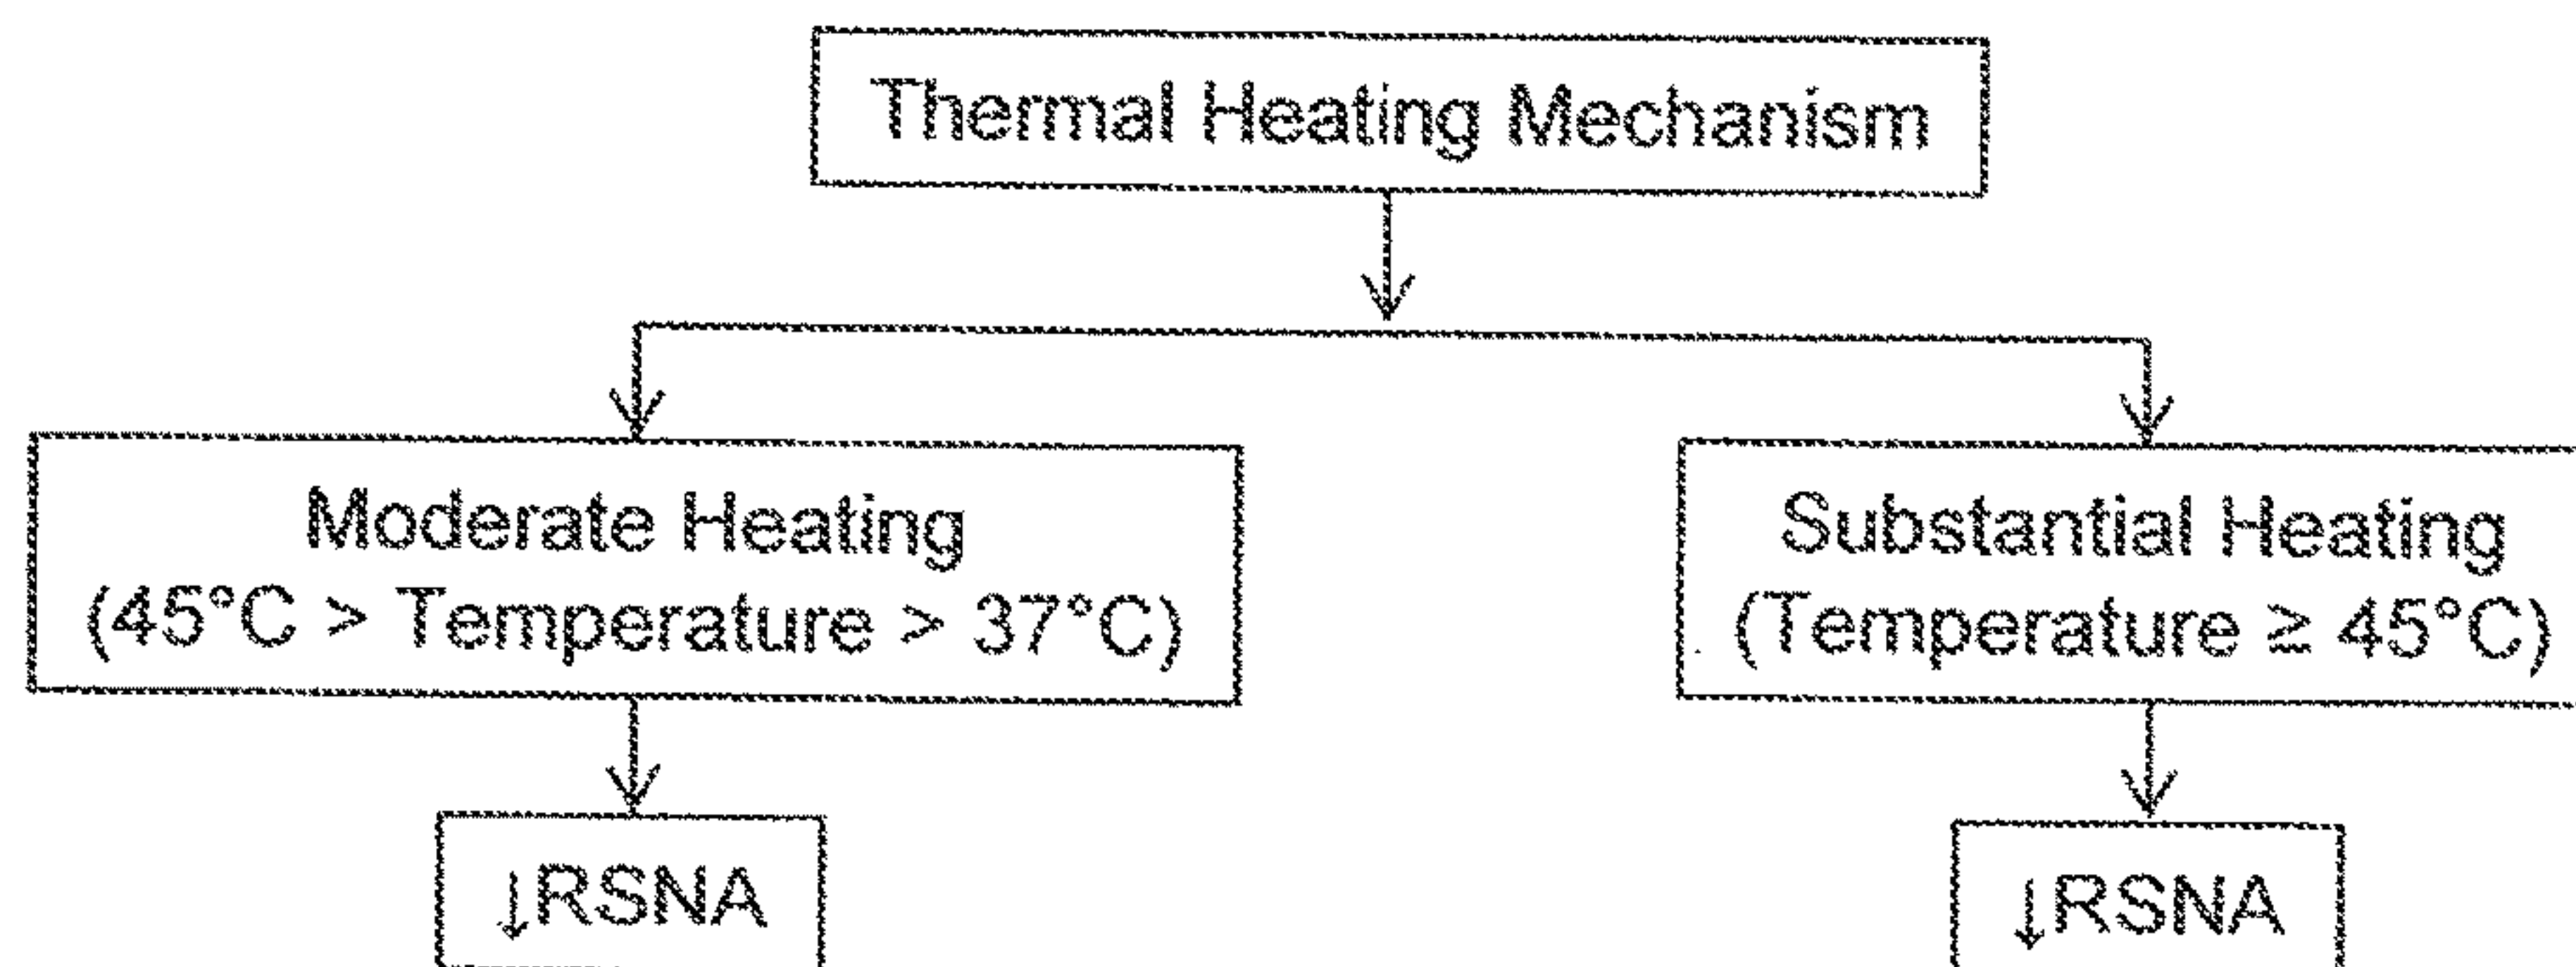 Thermal Heating Mechanism
Moderate Heating
(45°C > Temperature > 37°C)
Substantial Heating
(Temperature ≥ 45°C)
↓RSNA
↓RSNA